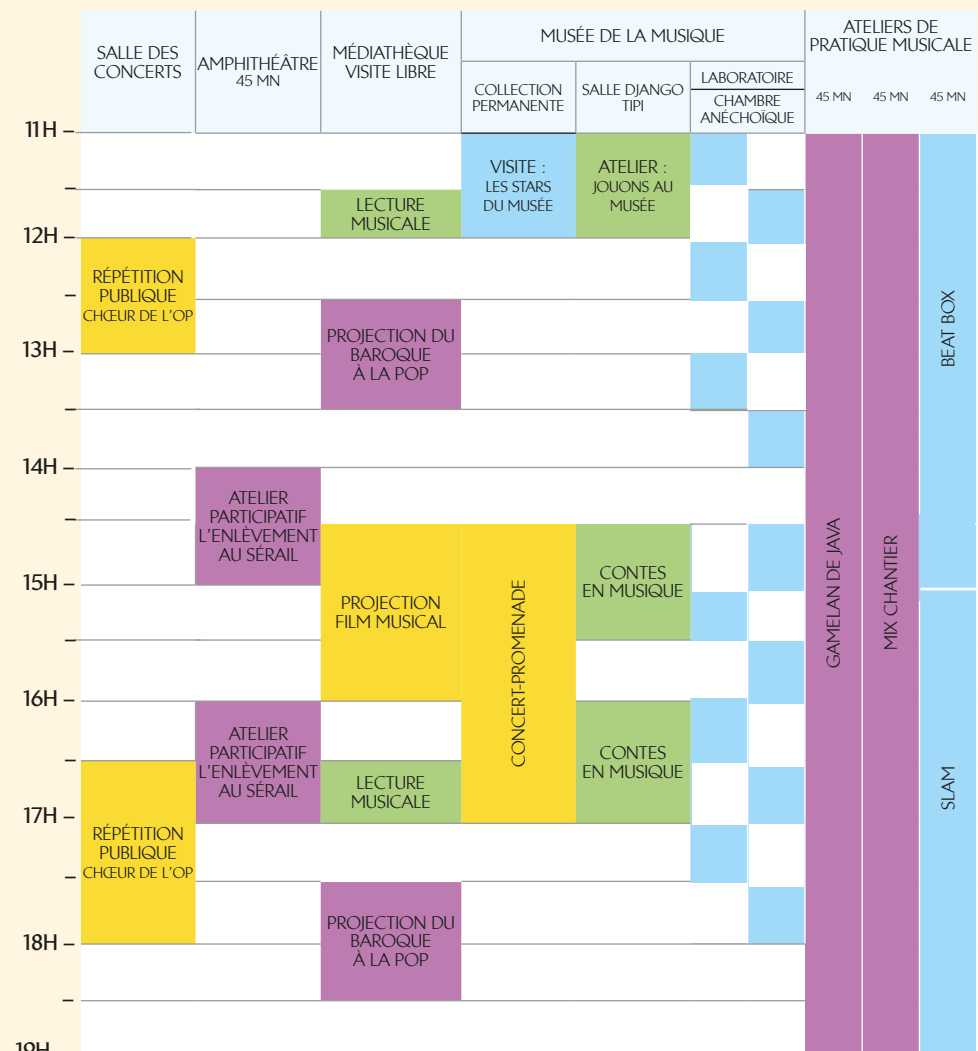 SALLE DES
CONCERTS
AMPHITHÉÂTRE
45 MN
MÉDIATHÈQUE
VISITE LIBRE
MUSÉE DE LA MUSIQUE
COLLECTION
PERMANENTE
SALLE DJANGO
TIPI
LABORATOIRE
CHAMBRE
ANÉCHOÏQUE
ATELIERS DE
PRATIQUE MUSICALE
45 MN
45 MN
45 MN
11H
VISITE :
LES STARS
DU MUSÉE
ATELIER :
JOUONS AU
MUSÉE
LECTURE
MUSICALE
12H
RÉPÉTITION
PUBLIQUE
CHŒUR DE L'OP
PROJECTION DU
BAROQUE
À LA POP
13H
BEAT BOX
14H
ATELIER
PARTICIPATIF
L'ENLÈVEMENT
AU SÉRAIL
GAMELAN DE JAVA
MIX CHANTIER
15H
PROJECTION
FILM MUSICAL
CONCERT-PROMENADE
CONTES
EN MUSIQUE
16H
ATELIER
PARTICIPATIF
L'ENLÈVEMENT
AU SÉRAIL
LECTURE
MUSICALE
CONTES
EN MUSIQUE
SLAM
17H
RÉPÉTITION
PUBLIQUE
CHŒUR DE L'OP
18H
PROJECTION DU
BAROQUE
À LA POP
19H